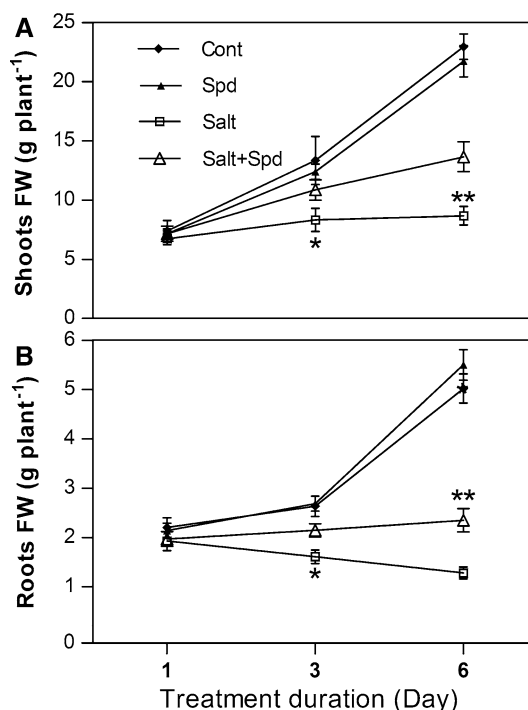 A
Shoots FW (g plant⁻¹)
25
20
15
10
5
0
Cont
Spd
Salt
Salt+Spd
*
**
B
Roots FW (g plant⁻¹)
6
5
4
3
2
1
0
*
**
1 3 6
Treatment duration (Day)